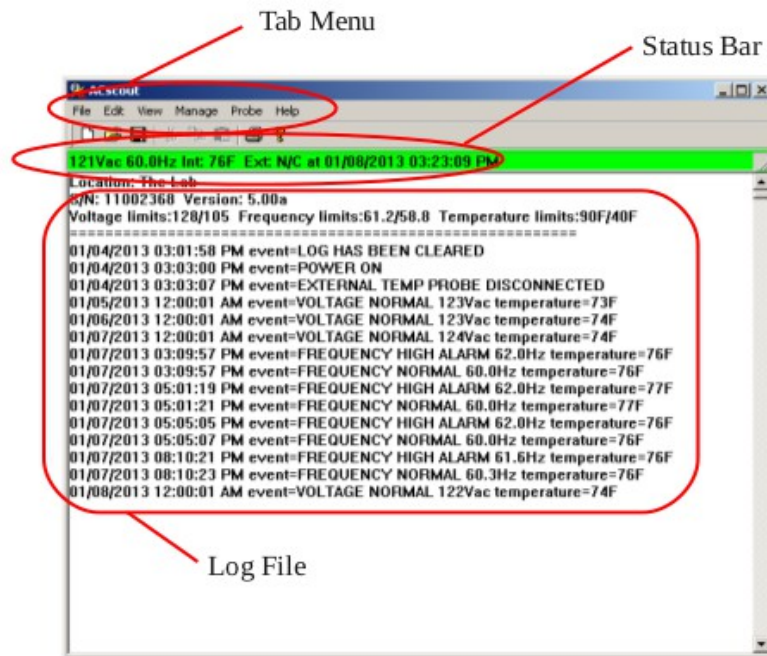 Tab Menu
Status Bar
ACscout
File Edit View Manage Probe Help
121Vac 60.0Hz Int: 76F Ext: N/C at 01/08/2013 03:23:09 PM
Location: The Lab
S/N: 11002368 Version: 5.00a
Voltage limits:128/105 Frequency limits:61.2/58.8 Temperature limits:90F/40F
============================================================
01/04/2013 03:01:58 PM event=LOG HAS BEEN CLEARED
01/04/2013 03:03:00 PM event=POWER ON
01/04/2013 03:03:07 PM event=EXTERNAL TEMP PROBE DISCONNECTED
01/05/2013 12:00:01 AM event=VOLTAGE NORMAL 123Vac temperature=73F
01/06/2013 12:00:01 AM event=VOLTAGE NORMAL 123Vac temperature=74F
01/07/2013 12:00:01 AM event=VOLTAGE NORMAL 124Vac temperature=74F
01/07/2013 03:09:57 PM event=FREQUENCY HIGH ALARM 62.0Hz temperature=76F
01/07/2013 03:09:57 PM event=FREQUENCY NORMAL 60.0Hz temperature=76F
01/07/2013 05:01:19 PM event=FREQUENCY HIGH ALARM 62.0Hz temperature=77F
01/07/2013 05:01:21 PM event=FREQUENCY NORMAL 60.0Hz temperature=77F
01/07/2013 05:05:05 PM event=FREQUENCY HIGH ALARM 62.0Hz temperature=76F
01/07/2013 05:05:07 PM event=FREQUENCY NORMAL 60.0Hz temperature=76F
01/07/2013 08:10:21 PM event=FREQUENCY HIGH ALARM 61.6Hz temperature=76F
01/07/2013 08:10:23 PM event=FREQUENCY NORMAL 60.3Hz temperature=76F
01/08/2013 12:00:01 AM event=VOLTAGE NORMAL 122Vac temperature=74F
Log File